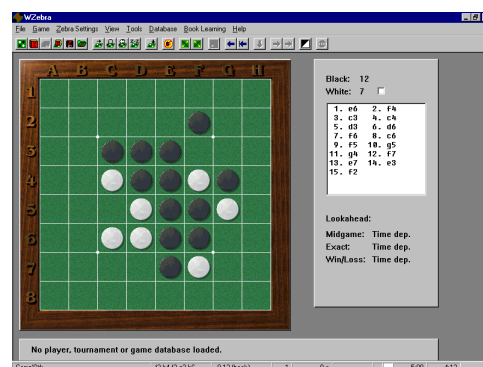 WZebra
File Game Zebra Settings View Tools Database Book Learning Help
A B C D E F G H
Black: 12
White: 7
1
2
3
4
5
6
7
8
1. e6 2. f4
3. c3 4. c4
5. d3 6. d6
7. f6 8. c6
9. f5 10. g5
11. g4 12. f7
13. e7 14. e3
15. f2
Lookahead:
Midgame: Time dep.
Exact: Time dep.
Win/Loss: Time dep.
No player, tournament or game database loaded.